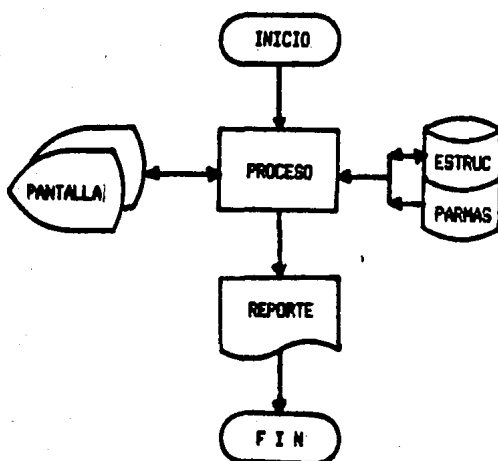 INICIO
PANTALLA
PROCESO
ESTRUC
PARMAS
REPORTE
F I N